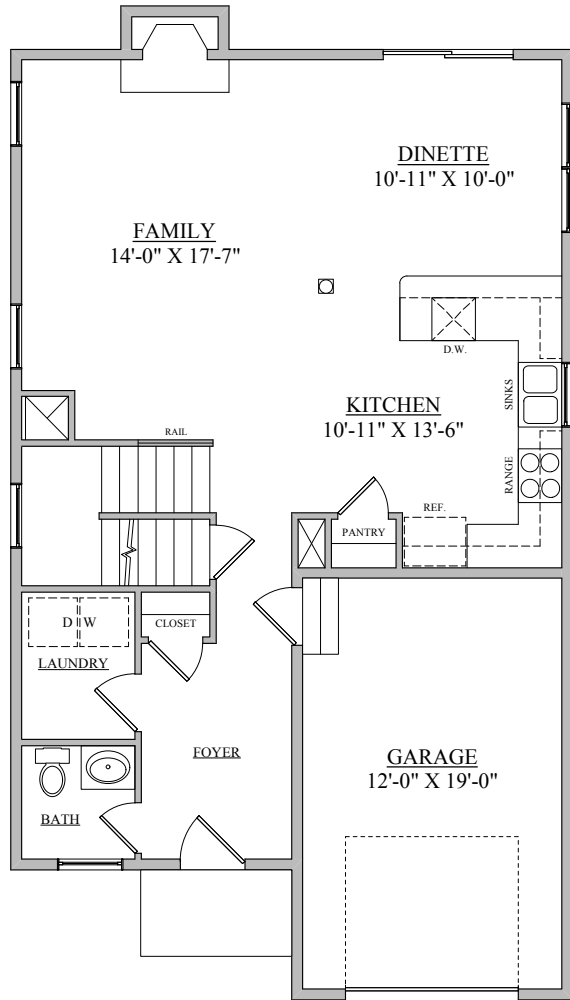 DINETTE
10'-11" X 10'-0"
FAMILY
14'-0" X 17'-7"
D.W.
SINKS
KITCHEN
10'-11" X 13'-6"
RAIL
RANGE
REF.
PANTRY
D W
CLOSET
LAUNDRY
FOYER
GARAGE
12'-0" X 19'-0"
BATH